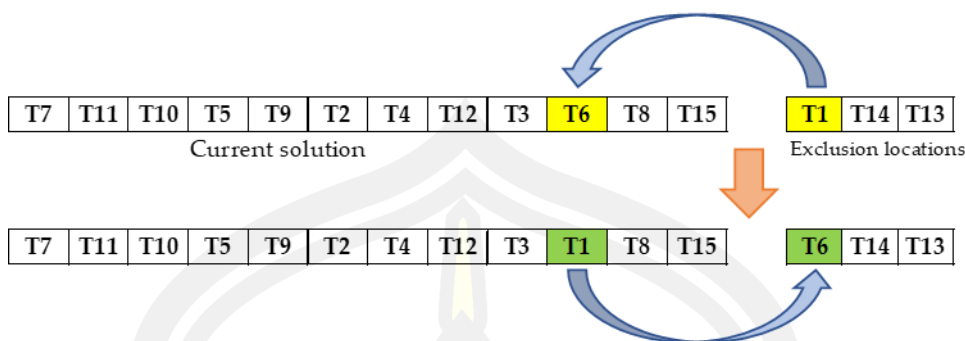 T7 T11 T10 T5 T9 T2 T4 T12 T3 T6 T8 T15 T1 T14 T13
Current solution Exclusion locations
T7 T11 T10 T5 T9 T2 T4 T12 T3 T1 T8 T15 T6 T14 T13